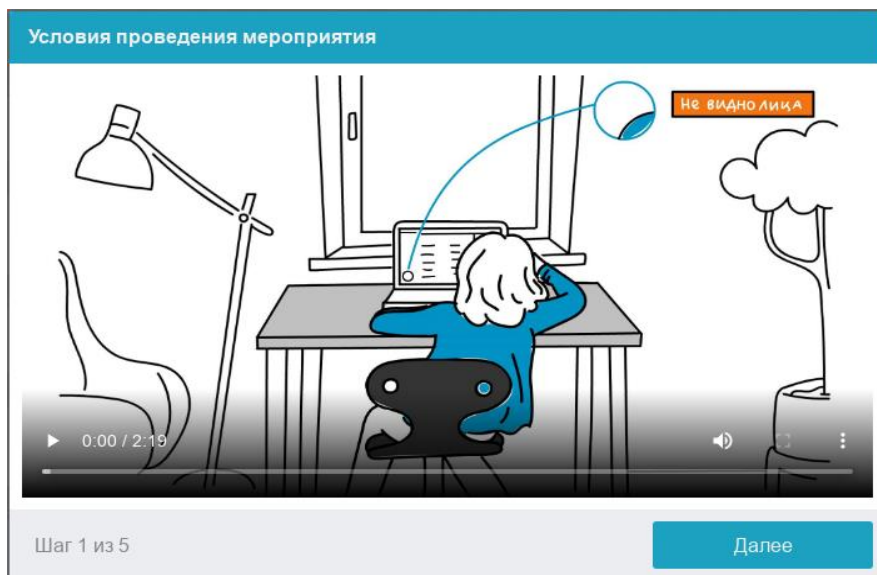 Условия проведения мероприятия
Не видно лица
0:00 / 2:19
Шаг 1 из 5
Далее